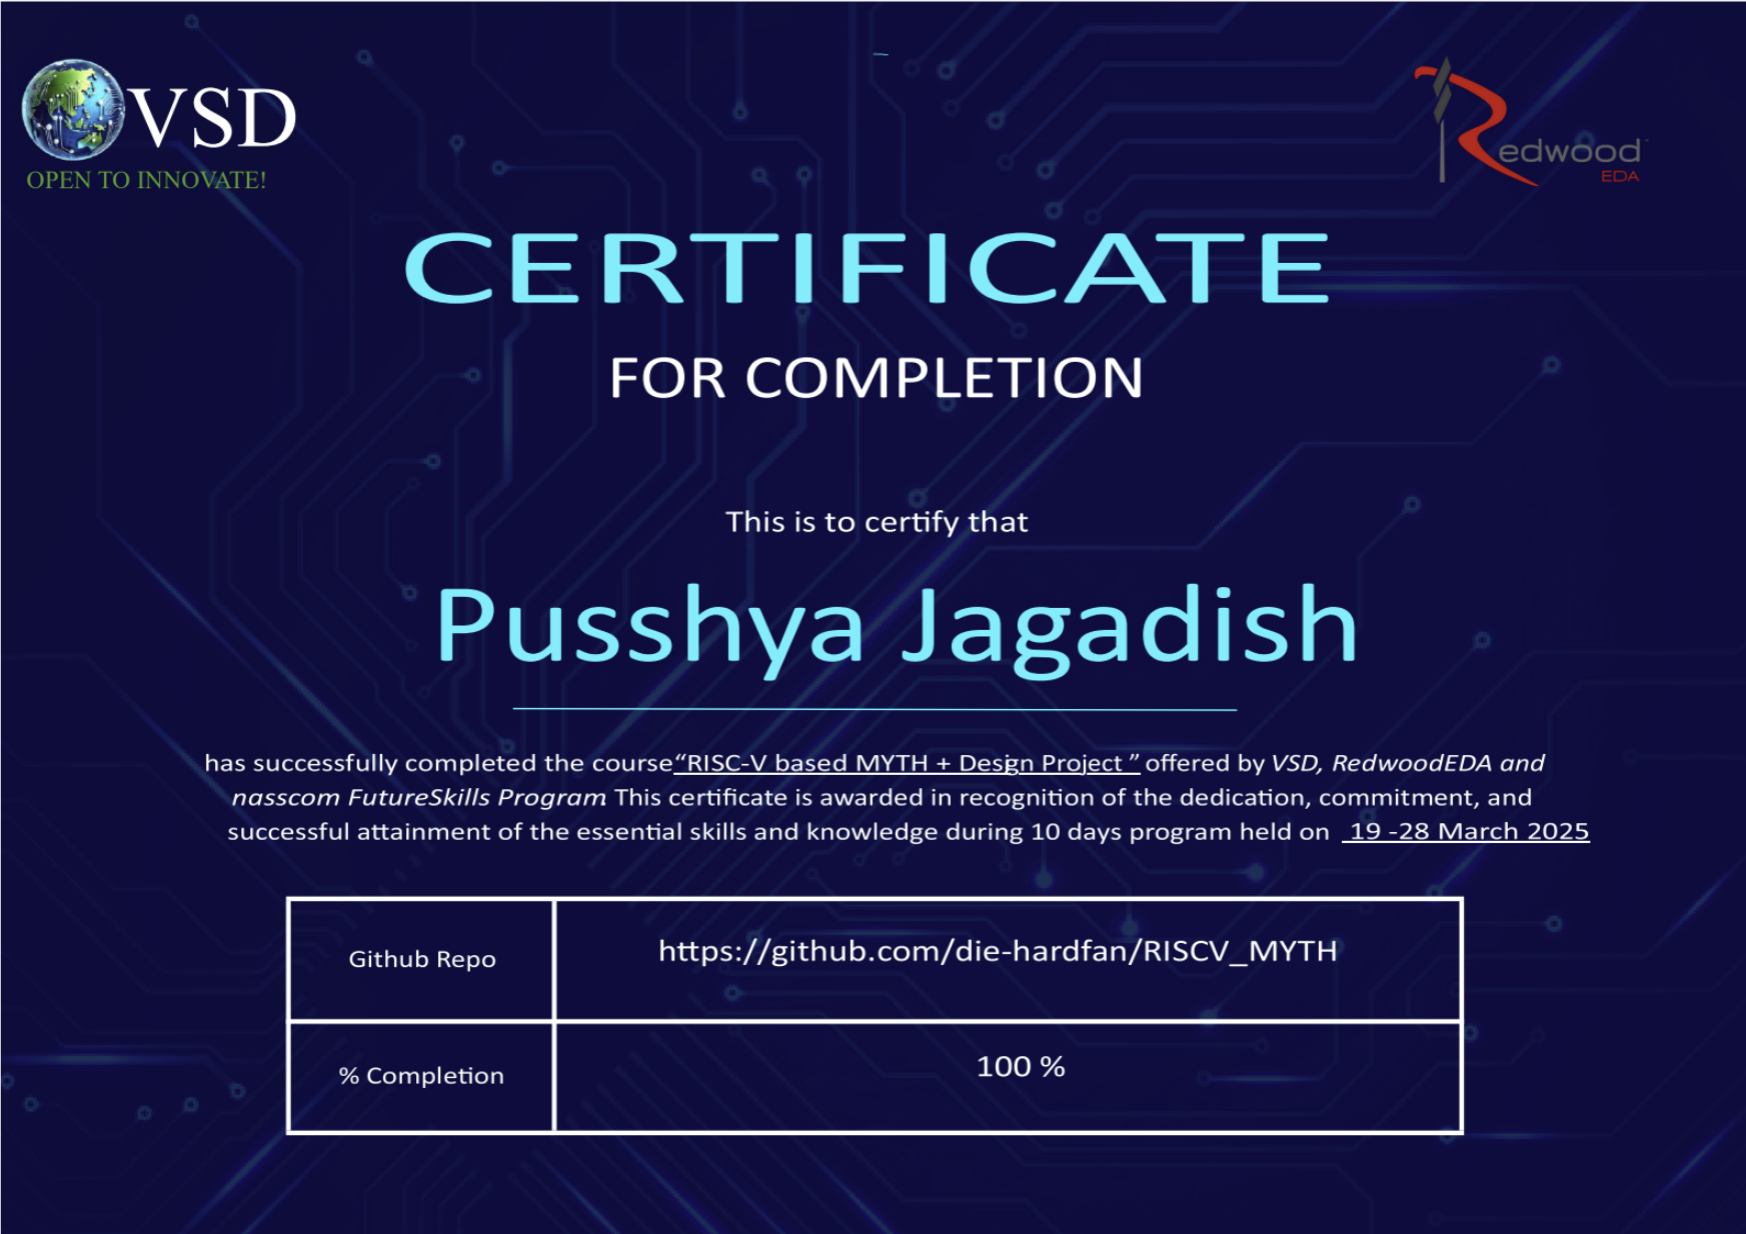 VSD
OPEN TO INNOVATE!
Redwood
EDA
CERTIFICATE
FOR COMPLETION
This is to certify that
Pusshya Jagadish
has successfully completed the course“RISC-V based MYTH + Design Project ” offered by VSD, RedwoodEDA and
nasscom FutureSkills Program. This certificate is awarded in recognition of the dedication, commitment, and
successful attainment of the essential skills and knowledge during 10 days program held on 19 -28 March 2025
Github Repo
https://github.com/die-hardfan/RISCV_MYTH
% Completion
100 %